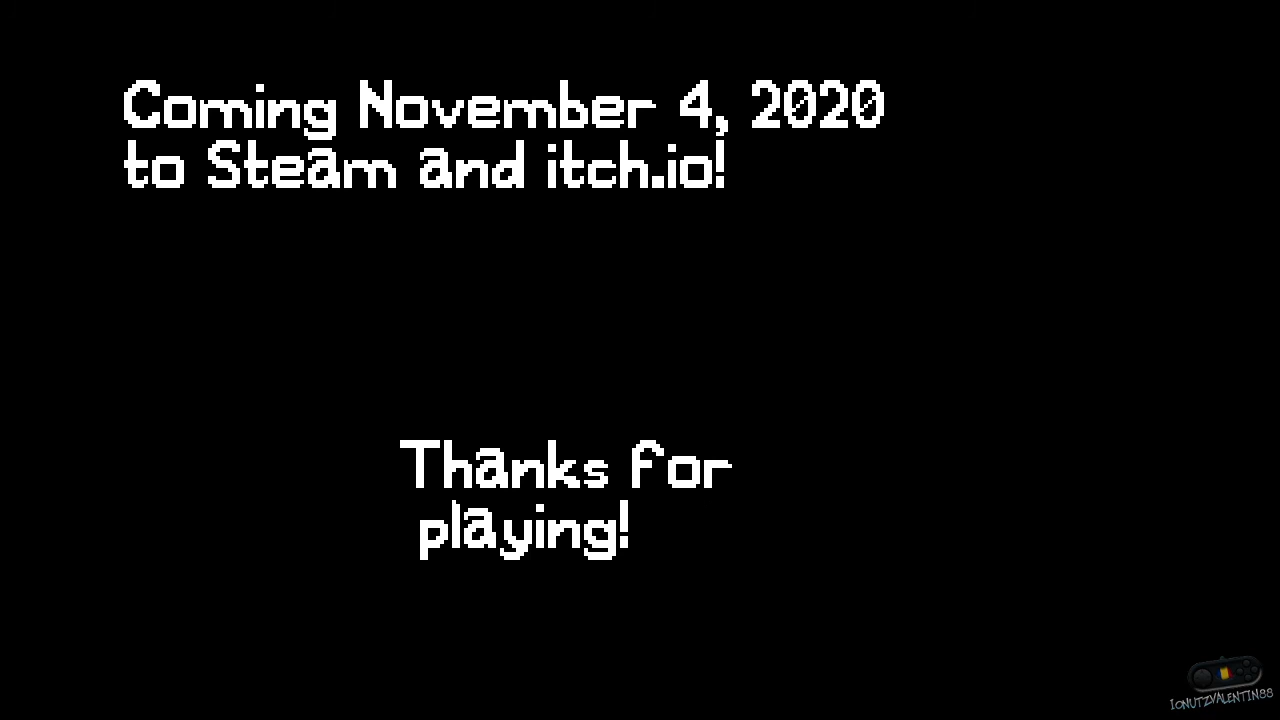 Coming November 4, 2020
to Steam and itch.io!
Thanks for
playing!
IONUTZVALENTIN88